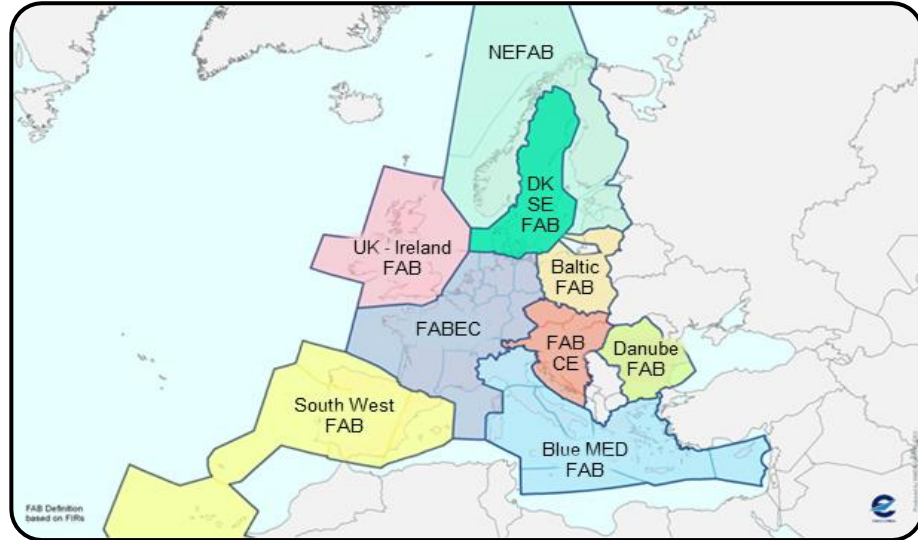 NEFAB
DK
SE
FAB
UK - Ireland
FAB
Baltic
FAB
FABEC
FAB
CE
Danube
FAB
South West
FAB
Blue MED
FAB
FAB Definition
based on FIRs